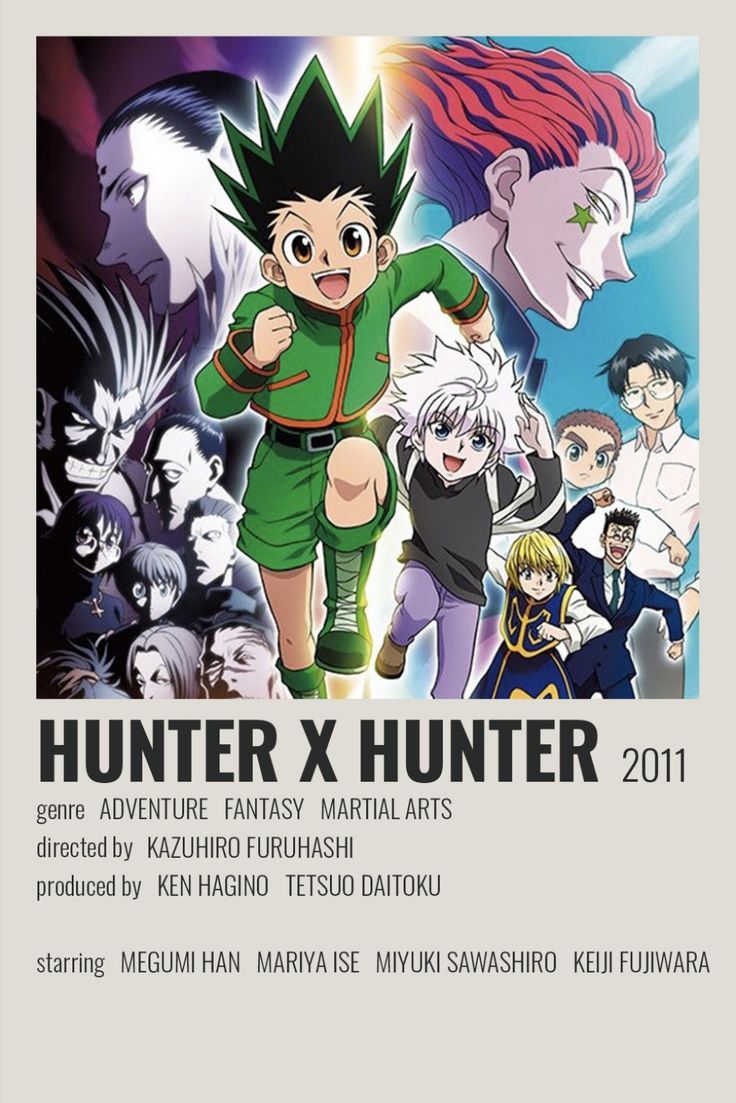 HUNTER X HUNTER 2011
genre ADVENTURE FANTASY MARTIAL ARTS
directed by KAZUHIRO FURUHASHI
produced by KEN HAGINO TETSUO DAITOKU
starring MEGUMI HAN MARIYA ISE MIYUKI SAWASHIRO KEIJI FUJIWARA